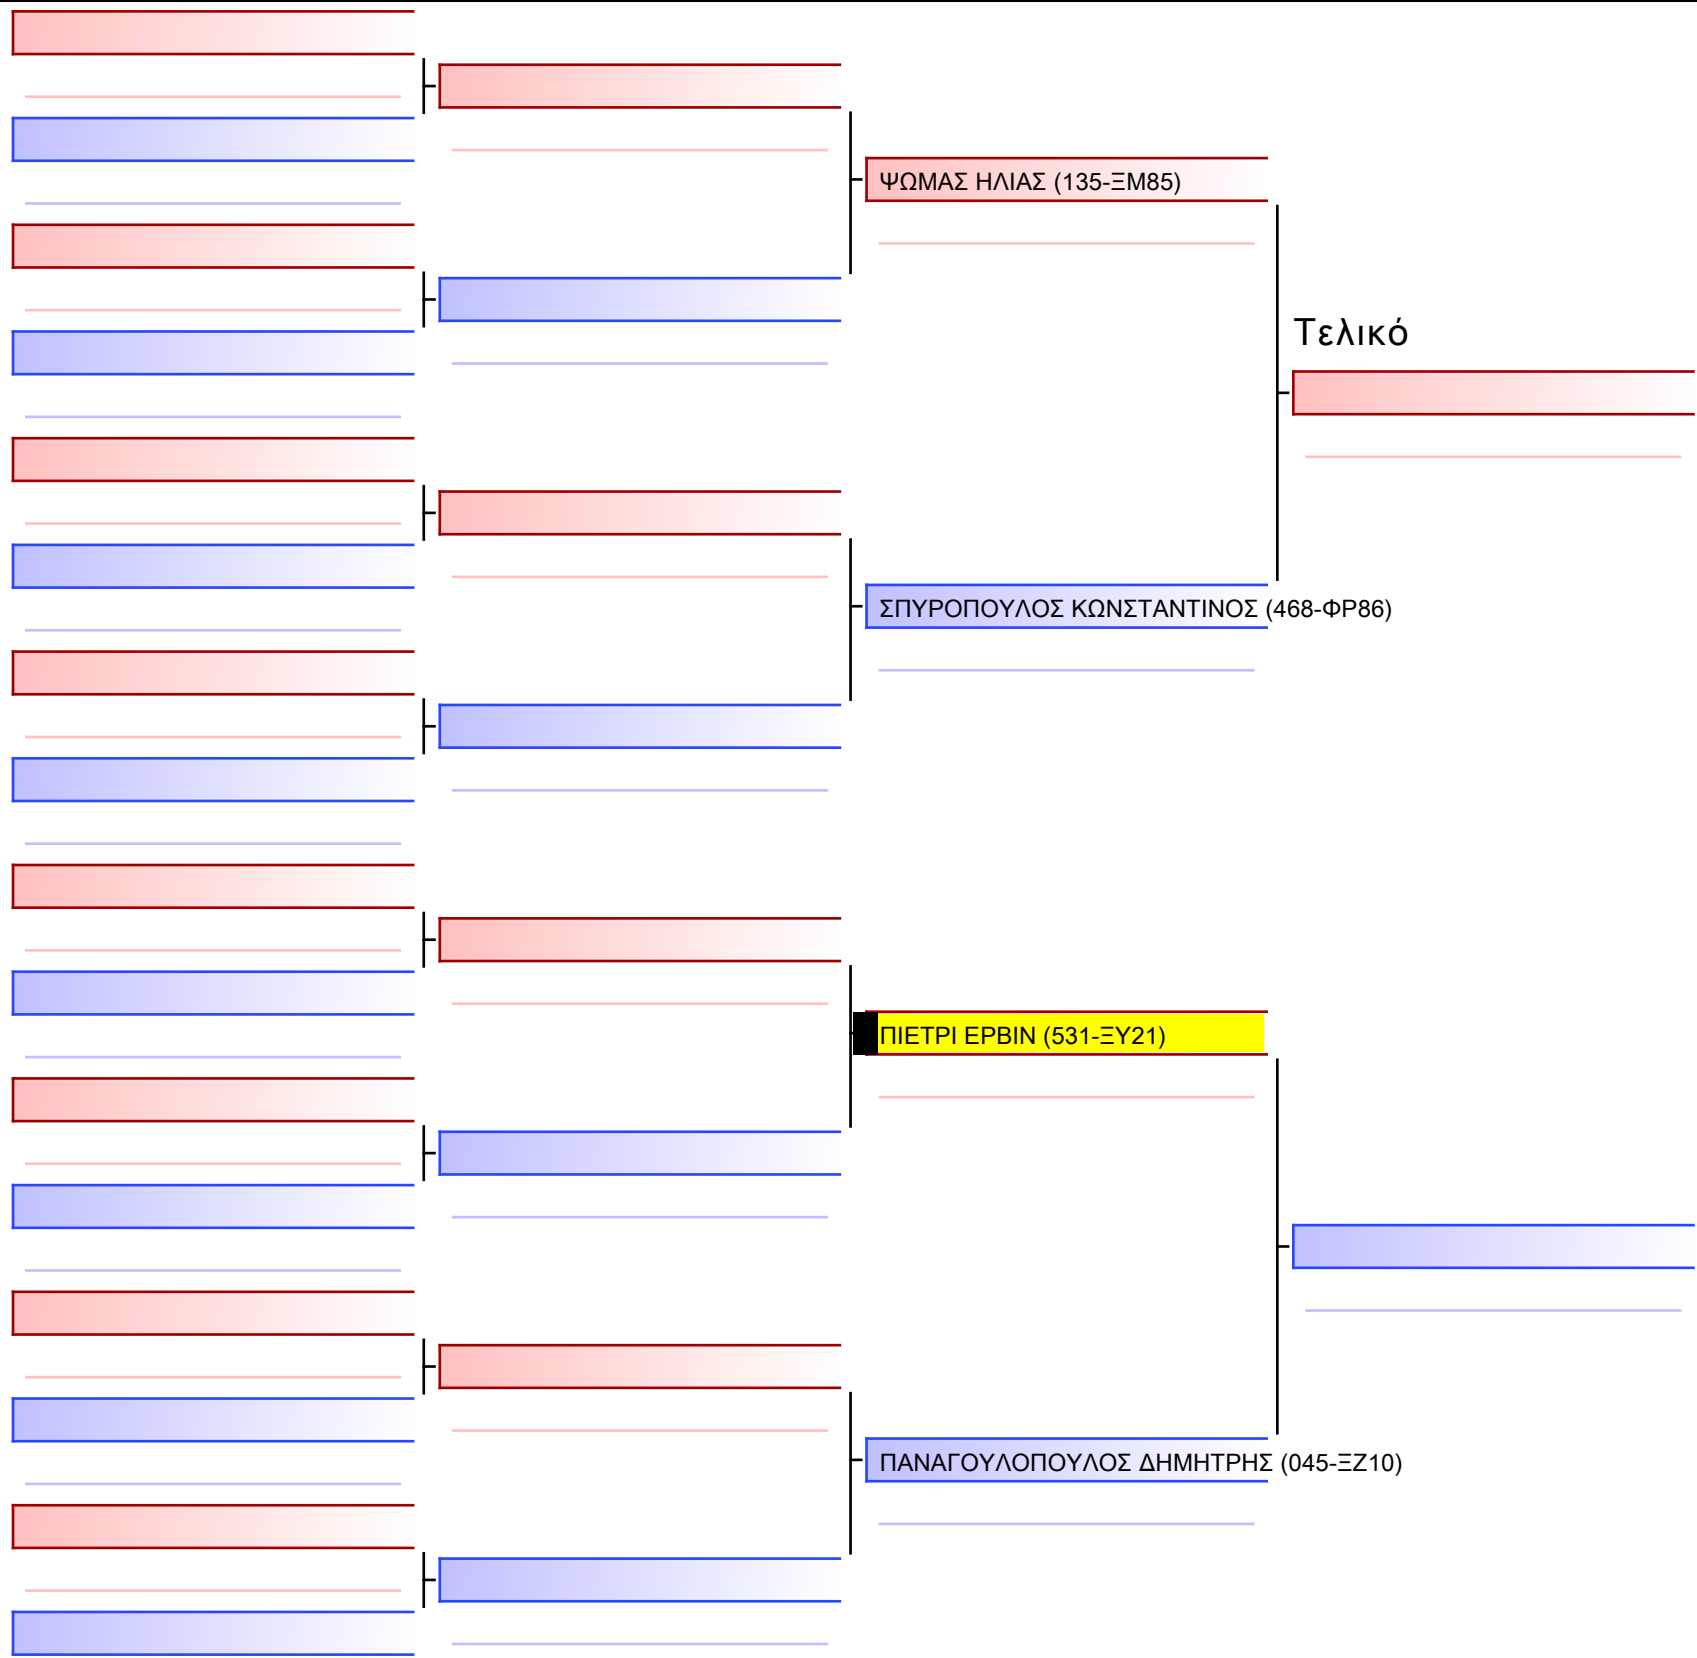 ΨΩΜΑΣ ΗΛΙΑΣ (135-ΞΜ85)
Τελικό
ΣΠΥΡΟΠΟΥΛΟΣ ΚΩΝΣΤΑΝΤΙΝΟΣ (468-ΦΡ86)
ΠΙΕΤΡΙ ΕΡΒΙΝ (531-ΞΥ21)
ΠΑΝΑΓΟΥΛΟΠΟΥΛΟΣ ΔΗΜΗΤΡΗΣ (045-ΞΖ10)